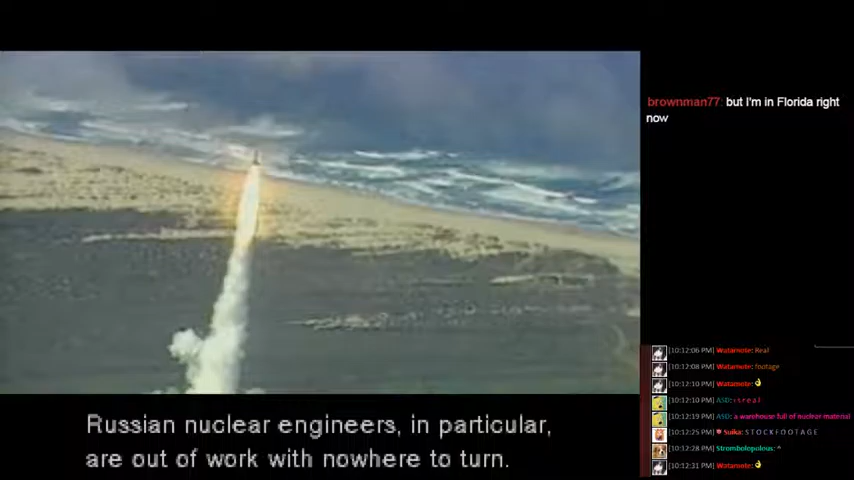 brownman77: but I'm in Florida right
now
[10:12:06 PM] Watamote: Real
[10:12:08 PM] Watamote: footage
[10:12:10 PM] Watamote: 👌
[10:12:10 PM] ASD: i s r e a l
[10:12:19 PM] ASD: a warehouse full of nuclear material
[10:12:25 PM] Suika: S T O C K F O O T A G E
[10:12:28 PM] Strombolopolous: ^
[10:12:31 PM] Watamote: 👌
Russian nuclear engineers, in particular,
are out of work with nowhere to turn.